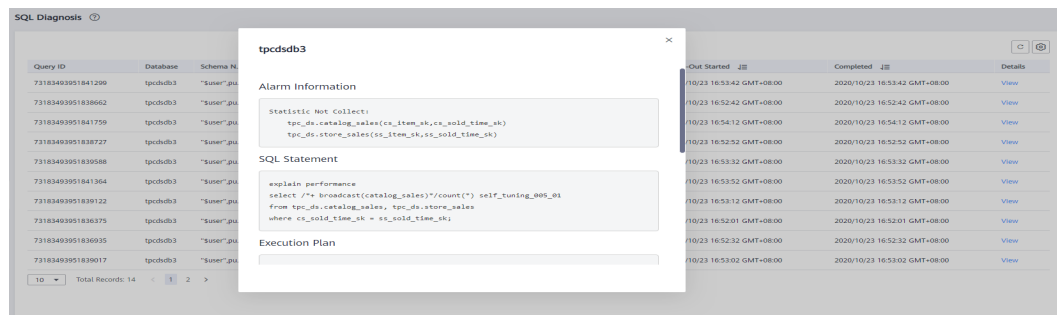 SQL Diagnosis ?
tpcdsdb3
Query ID Database Schema N. -Out Started Completed Details
73183493951841299 tpcdsdb3 "$user",pu. /10/23 16:53:42 GMT+08:00 2020/10/23 16:53:42 GMT+08:00 View
73183493951838662 tpcdsdb3 "$user",pu. /10/23 16:52:42 GMT+08:00 2020/10/23 16:52:42 GMT+08:00 View
73183493951841759 tpcdsdb3 "$user",pu. /10/23 16:54:12 GMT+08:00 2020/10/23 16:54:12 GMT+08:00 View
73183493951838727 tpcdsdb3 "$user",pu. /10/23 16:52:52 GMT+08:00 2020/10/23 16:52:52 GMT+08:00 View
73183493951839588 tpcdsdb3 "$user",pu. /10/23 16:53:32 GMT+08:00 2020/10/23 16:53:32 GMT+08:00 View
73183493951841364 tpcdsdb3 "$user",pu. /10/23 16:53:52 GMT+08:00 2020/10/23 16:53:52 GMT+08:00 View
73183493951839122 tpcdsdb3 "$user",pu. /10/23 16:53:12 GMT+08:00 2020/10/23 16:53:12 GMT+08:00 View
73183493951836375 tpcdsdb3 "$user",pu. /10/23 16:52:01 GMT+08:00 2020/10/23 16:52:01 GMT+08:00 View
73183493951836935 tpcdsdb3 "$user",pu. /10/23 16:52:32 GMT+08:00 2020/10/23 16:52:32 GMT+08:00 View
73183493951839017 tpcdsdb3 "$user",pu. /10/23 16:53:02 GMT+08:00 2020/10/23 16:53:02 GMT+08:00 View
10 Total Records: 14 < 1 2 >
Alarm Information
Statistic Not Collect:
tpc_ds.catalog_sales(cs_item_sk,cs_sold_time_sk)
tpc_ds.store_sales(ss_item_sk,ss_sold_time_sk)
SQL Statement
explain performance
select /*+ broadcast(catalog_sales)*/count(*) self_tuning_005_01
from tpc_ds.catalog_sales, tpc_ds.store_sales
where cs_sold_time_sk = ss_sold_time_sk;
Execution Plan